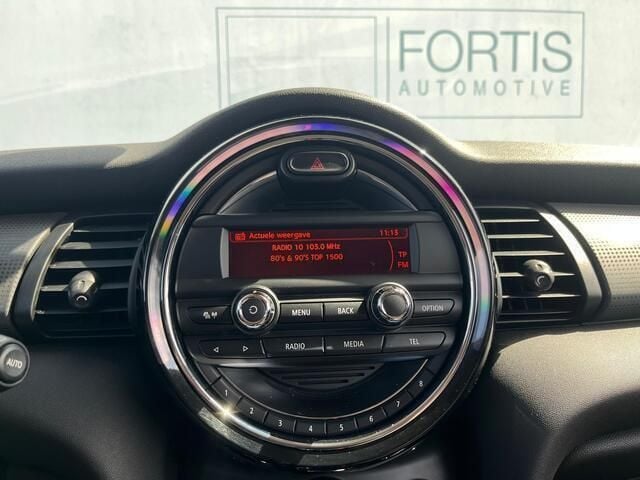 FORTIS
AUTOMOTIVE
Actuele weergave 11:13
RADIO 10 103.0 MHz
80's & 90'S TOP 1500
TP
FM
MENU BACK OPTION
RADIO MEDIA TEL
AUTO
1 2 3 4 5 6 7 8